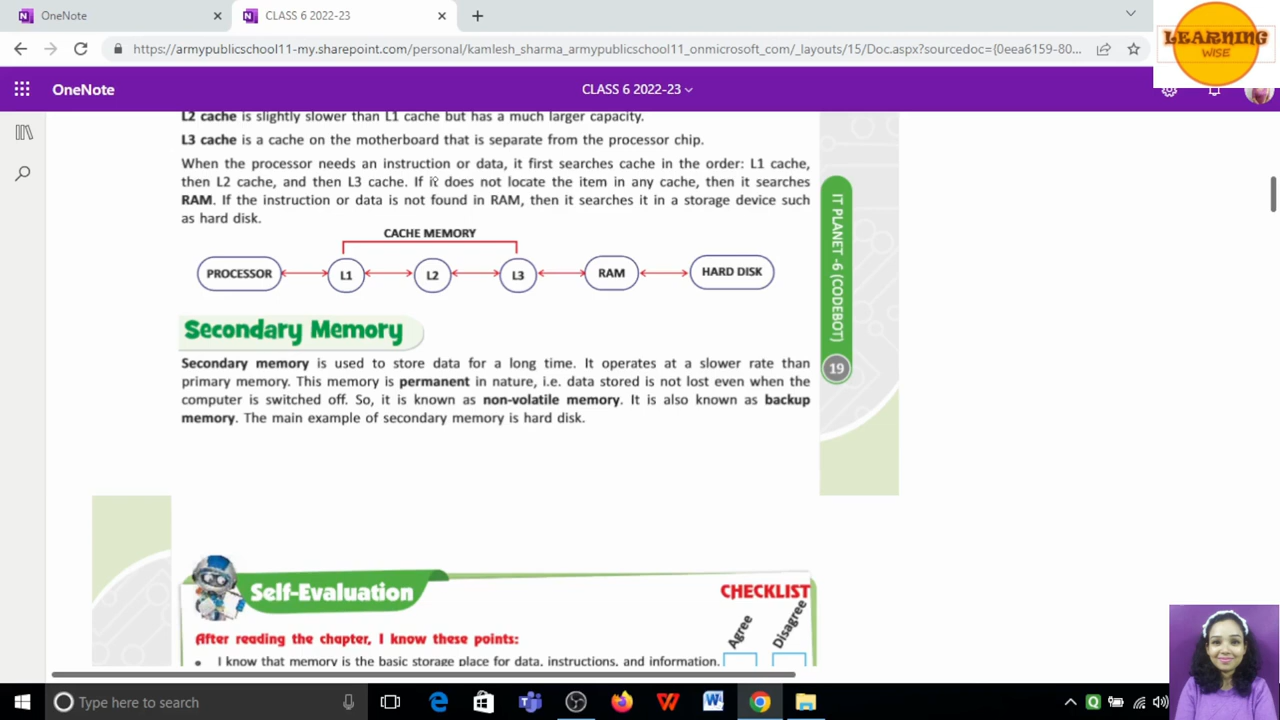 OneNote
CLASS 6 2022-23
https://armypublicschool11-my.sharepoint.com/personal/kamlesh_sharma_armypublicschool11_onmicrosoft_com/_layouts/15/Doc.aspx?sourcedoc={0eea6159-80...
LEARNING
WISE
OneNote
CLASS 6 2022-23
L2 cache is slightly slower than L1 cache but has a much larger capacity.
L3 cache is a cache on the motherboard that is separate from the processor chip.
When the processor needs an instruction or data, it first searches cache in the order: L1 cache,
then L2 cache, and then L3 cache. If it does not locate the item in any cache, then it searches
RAM. If the instruction or data is not found in RAM, then it searches it in a storage device such
as hard disk.
CACHE MEMORY
PROCESSOR L1 L2 L3 RAM HARD DISK
Secondary Memory
Secondary memory is used to store data for a long time. It operates at a slower rate than
primary memory. This memory is permanent in nature, i.e. data stored is not lost even when the
computer is switched off. So, it is known as non-volatile memory. It is also known as backup
memory. The main example of secondary memory is hard disk.
IT PLANET -6 (CODEBOT)
19
Self-Evaluation
CHECKLIST
Agree
Disagree
After reading the chapter, I know these points:
• I know that memory is the basic storage place for data, instructions, and information.
Type here to search